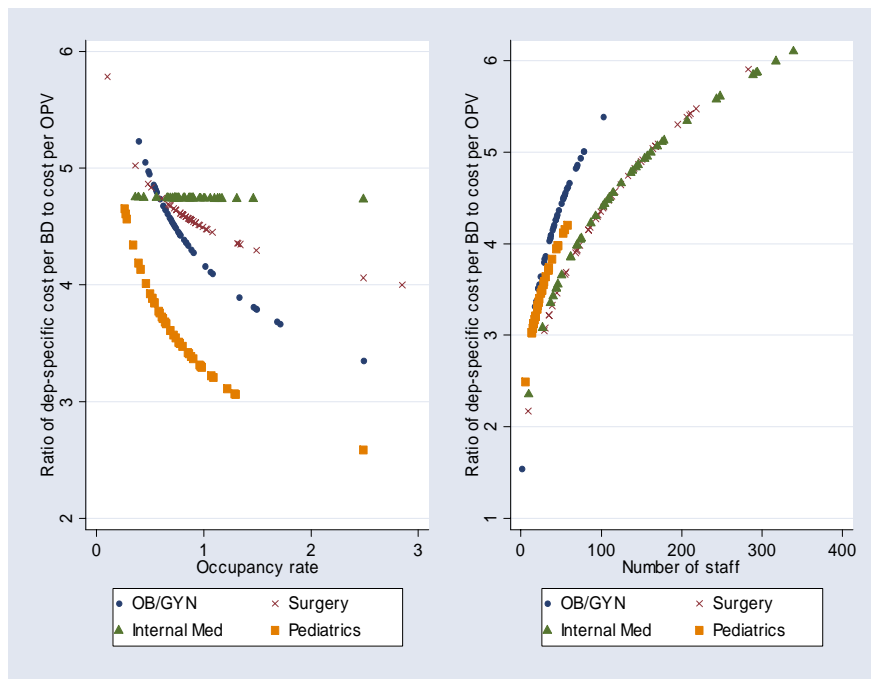 Ratio of dep-specific cost per BD to cost per OPV
6
5
4
3
2
0
1
2
3
Occupancy rate
OB/GYN
Surgery
Internal Med
Pediatrics
Ratio of dep-specific cost per BD to cost per OPV
6
5
4
3
2
1
0
100
200
300
400
Number of staff
OB/GYN
Surgery
Internal Med
Pediatrics